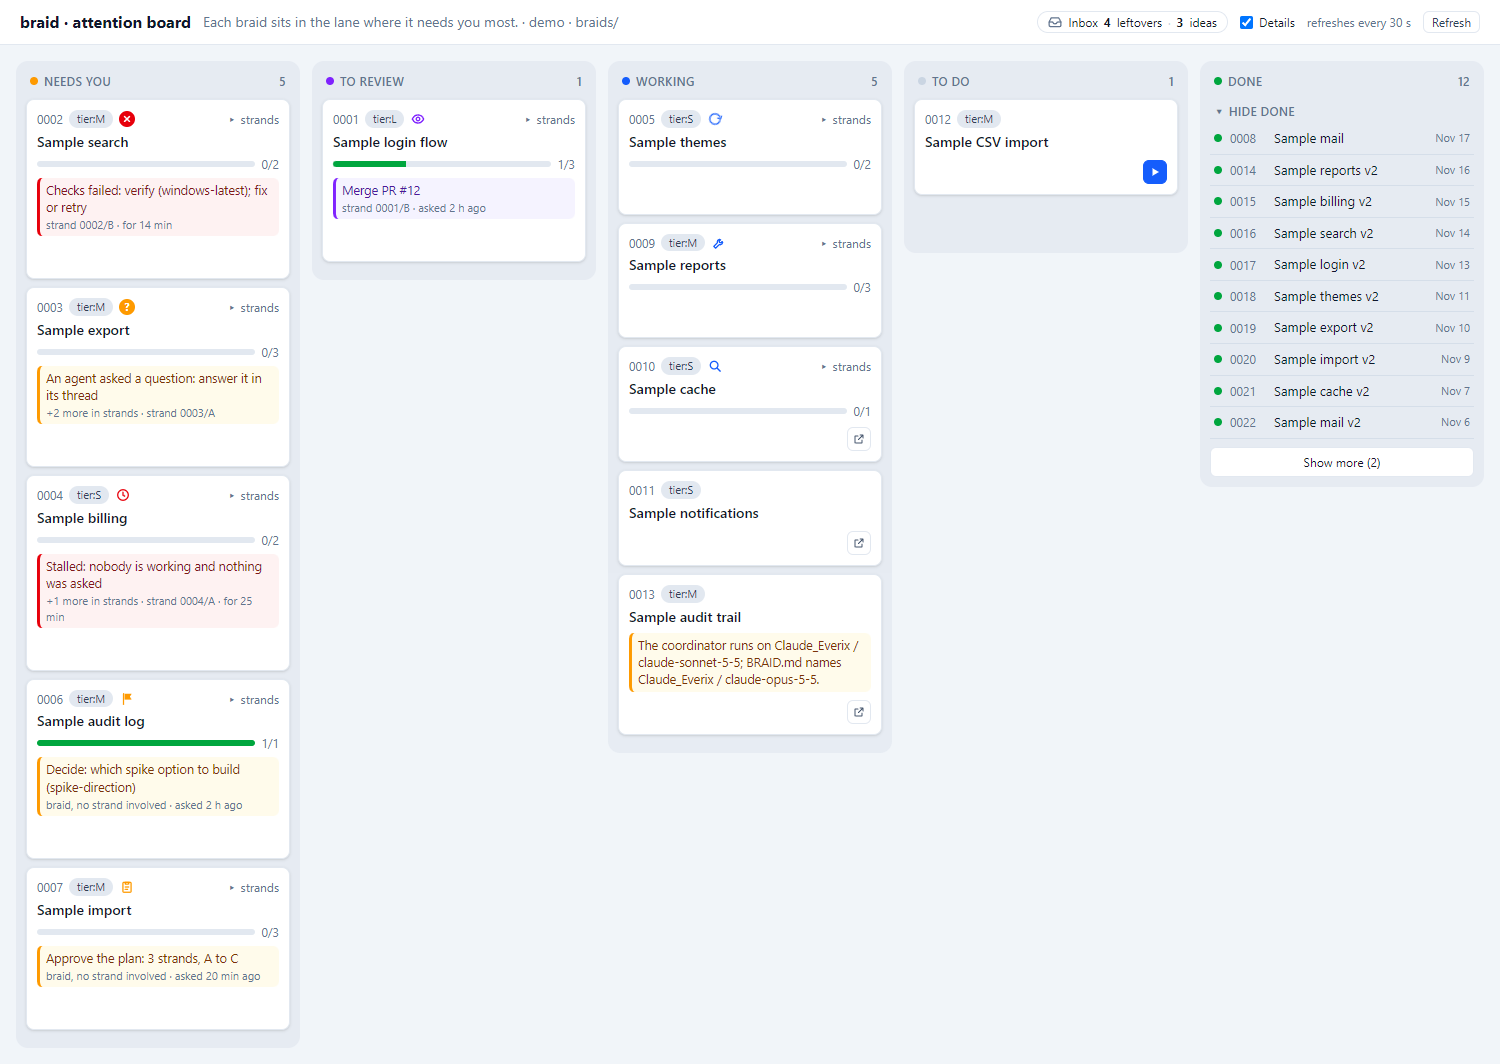 braid · attention board
Each braid sits in the lane where it needs you most. · demo · braids/
Inbox 4 leftovers · 3 ideas
Details
refreshes every 30 s
Refresh
NEEDS YOU 5
0002 tier:M strands
Sample search
0/2
Checks failed: verify (windows-latest); fix
or retry
strand 0002/B · for 14 min
0003 tier:M strands
Sample export
0/3
An agent asked a question: answer it in
its thread
+2 more in strands · strand 0003/A
0004 tier:S strands
Sample billing
0/2
Stalled: nobody is working and nothing
was asked
+1 more in strands · strand 0004/A · for 25
min
0006 tier:M strands
Sample audit log
1/1
Decide: which spike option to build
(spike-direction)
braid, no strand involved · asked 2 h ago
0007 tier:M strands
Sample import
0/3
Approve the plan: 3 strands, A to C
braid, no strand involved · asked 20 min ago
TO REVIEW 1
0001 tier:L strands
Sample login flow
1/3
Merge PR #12
strand 0001/B · asked 2 h ago
WORKING 5
0005 tier:S strands
Sample themes
0/2
0009 tier:M strands
Sample reports
0/3
0010 tier:S strands
Sample cache
0/1
0011 tier:S
Sample notifications
0013 tier:M
Sample audit trail
The coordinator runs on Claude_Everix /
claude-sonnet-5-5; BRAID.md names
Claude_Everix / claude-opus-5-5.
TO DO 1
0012 tier:M
Sample CSV import
DONE 12
HIDE DONE
0008 Sample mail Nov 17
0014 Sample reports v2 Nov 16
0015 Sample billing v2 Nov 15
0016 Sample search v2 Nov 14
0017 Sample login v2 Nov 13
0018 Sample themes v2 Nov 11
0019 Sample export v2 Nov 10
0020 Sample import v2 Nov 9
0021 Sample cache v2 Nov 7
0022 Sample mail v2 Nov 6
Show more (2)